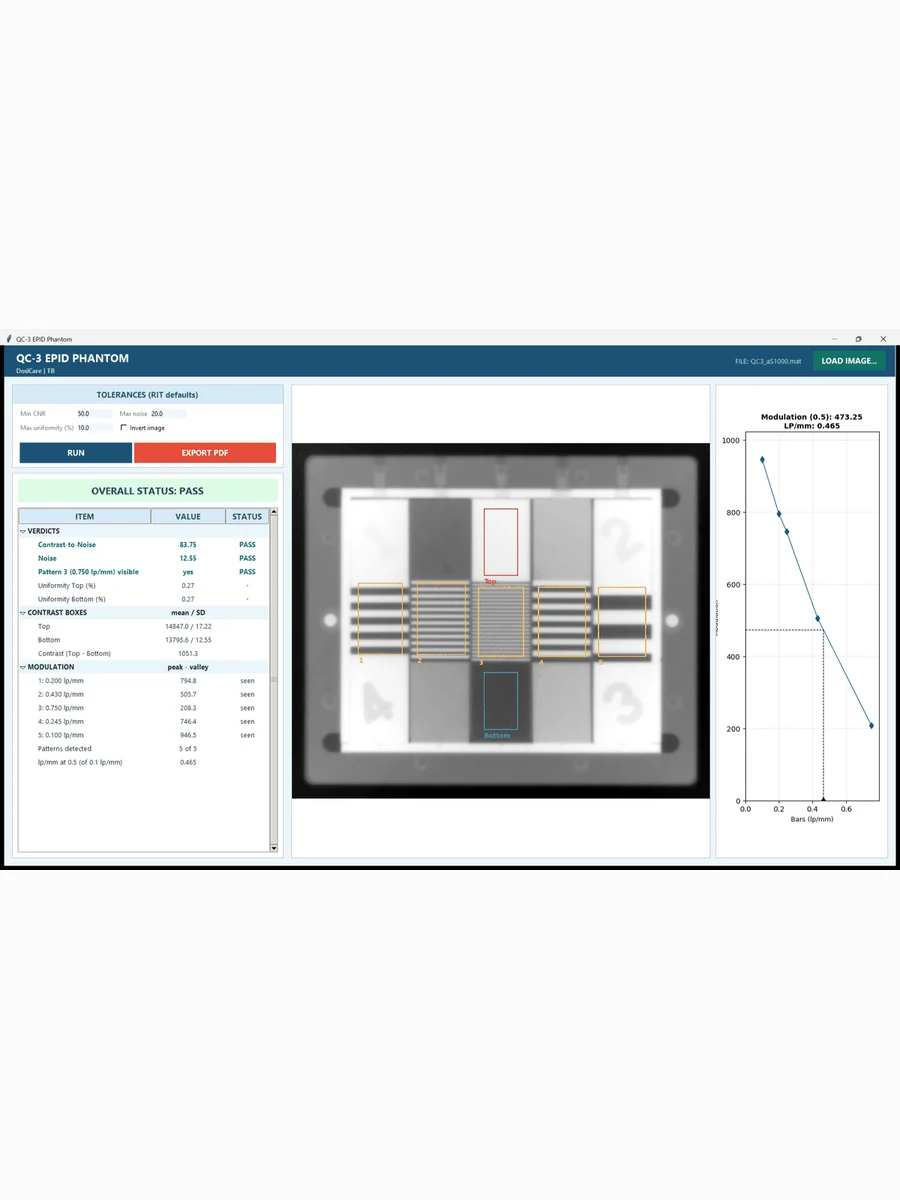 QC-3 EPID Phantom
QC-3 EPID PHANTOM
DosiCare | TB
FILE: QC3_aS1000.mat
LOAD IMAGE...
TOLERANCES (RIT defaults)
Min CNR 50.0 Max noise 20.0
Max uniformity (%) 10.0 Invert image
RUN EXPORT PDF
OVERALL STATUS: PASS
ITEM VALUE STATUS
VERDICTS
Contrast-to-Noise 83.75 PASS
Noise 12.55 PASS
Pattern 3 (0.750 lp/mm) visible yes PASS
Uniformity Top (%) 0.27 -
Uniformity Bottom (%) 0.27 -
CONTRAST BOXES mean / SD
Top 14847.0 / 17.22
Bottom 13795.6 / 12.55
Contrast (Top - Bottom) 1051.3
MODULATION peak - valley
1: 0.200 lp/mm 794.8 seen
2: 0.430 lp/mm 505.7 seen
3: 0.750 lp/mm 208.3 seen
4: 0.245 lp/mm 746.4 seen
5: 0.100 lp/mm 946.5 seen
Patterns detected 5 of 5
lp/mm at 0.5 (of 0.1 lp/mm) 0.465
2
Top
1 2 3 4 5
4 3
Bottom
Modulation (0.5): 473.25
LP/mm: 0.465
1000
800
600
400
200
0
0.0 0.2 0.4 0.6
Bars (lp/mm)